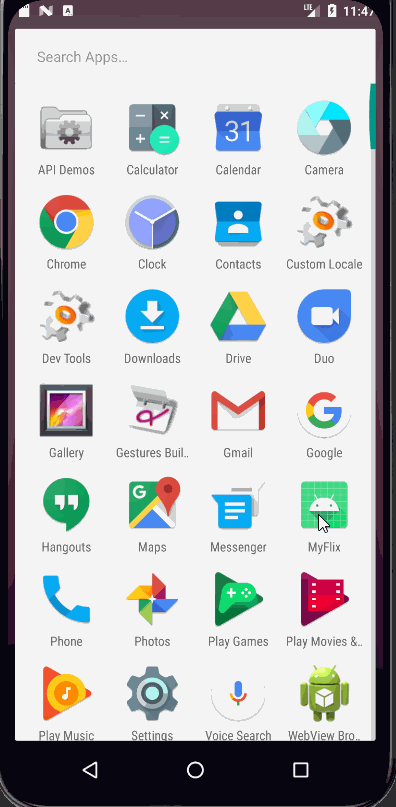 LTE 11:47
Search Apps...
API Demos Calculator Calendar Camera
31
Chrome Clock Contacts Custom Locale
Dev Tools Downloads Drive Duo
Gallery Gestures Buil.. Gmail Google
Hangouts Maps Messenger MyFlix
Phone Photos Play Games Play Movies &..
Play Music Settings Voice Search WebView Bro..